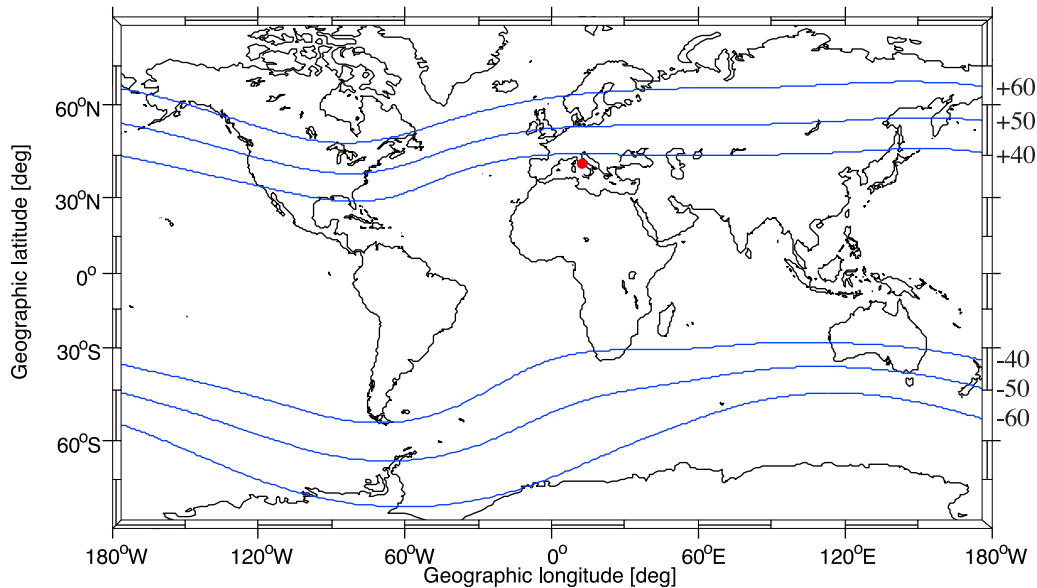 60°N
+60
+50
+40
30°N
0°
30°S
-40
-50
-60
60°S
Geographic latitude [deg]
180°W 120°W 60°W 0° 60°E 120°E 180°W
Geographic longitude [deg]